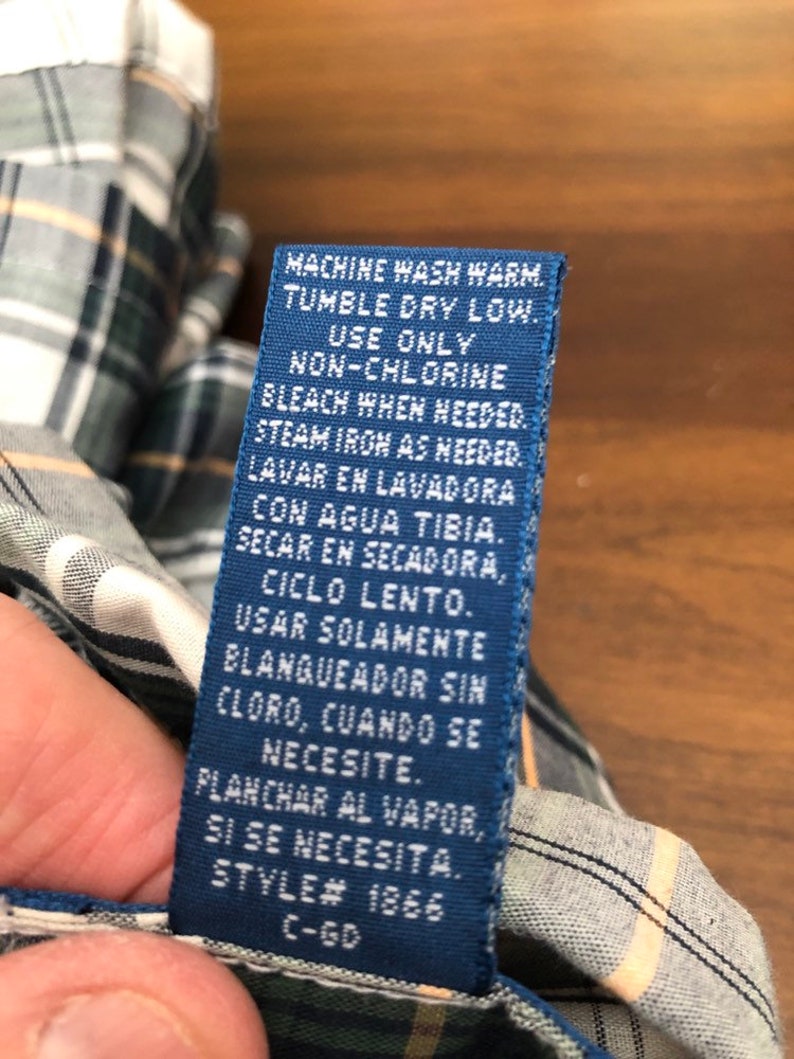 MACHINE WASH WARM.
TUMBLE DRY LOW.
USE ONLY
NON-CHLORINE
BLEACH WHEN NEEDED.
STEAM IRON AS NEEDED.
LAVAR EN LAVADORA
CON AGUA TIBIA.
SECAR EN SECADORA,
CICLO LENTO.
USAR SOLAMENTE
BLANQUEADOR SIN
CLORO, CUANDO SE
NECESITE.
PLANCHAR AL VAPOR,
SI SE NECESITA.
STYLE# 1866
C-GD